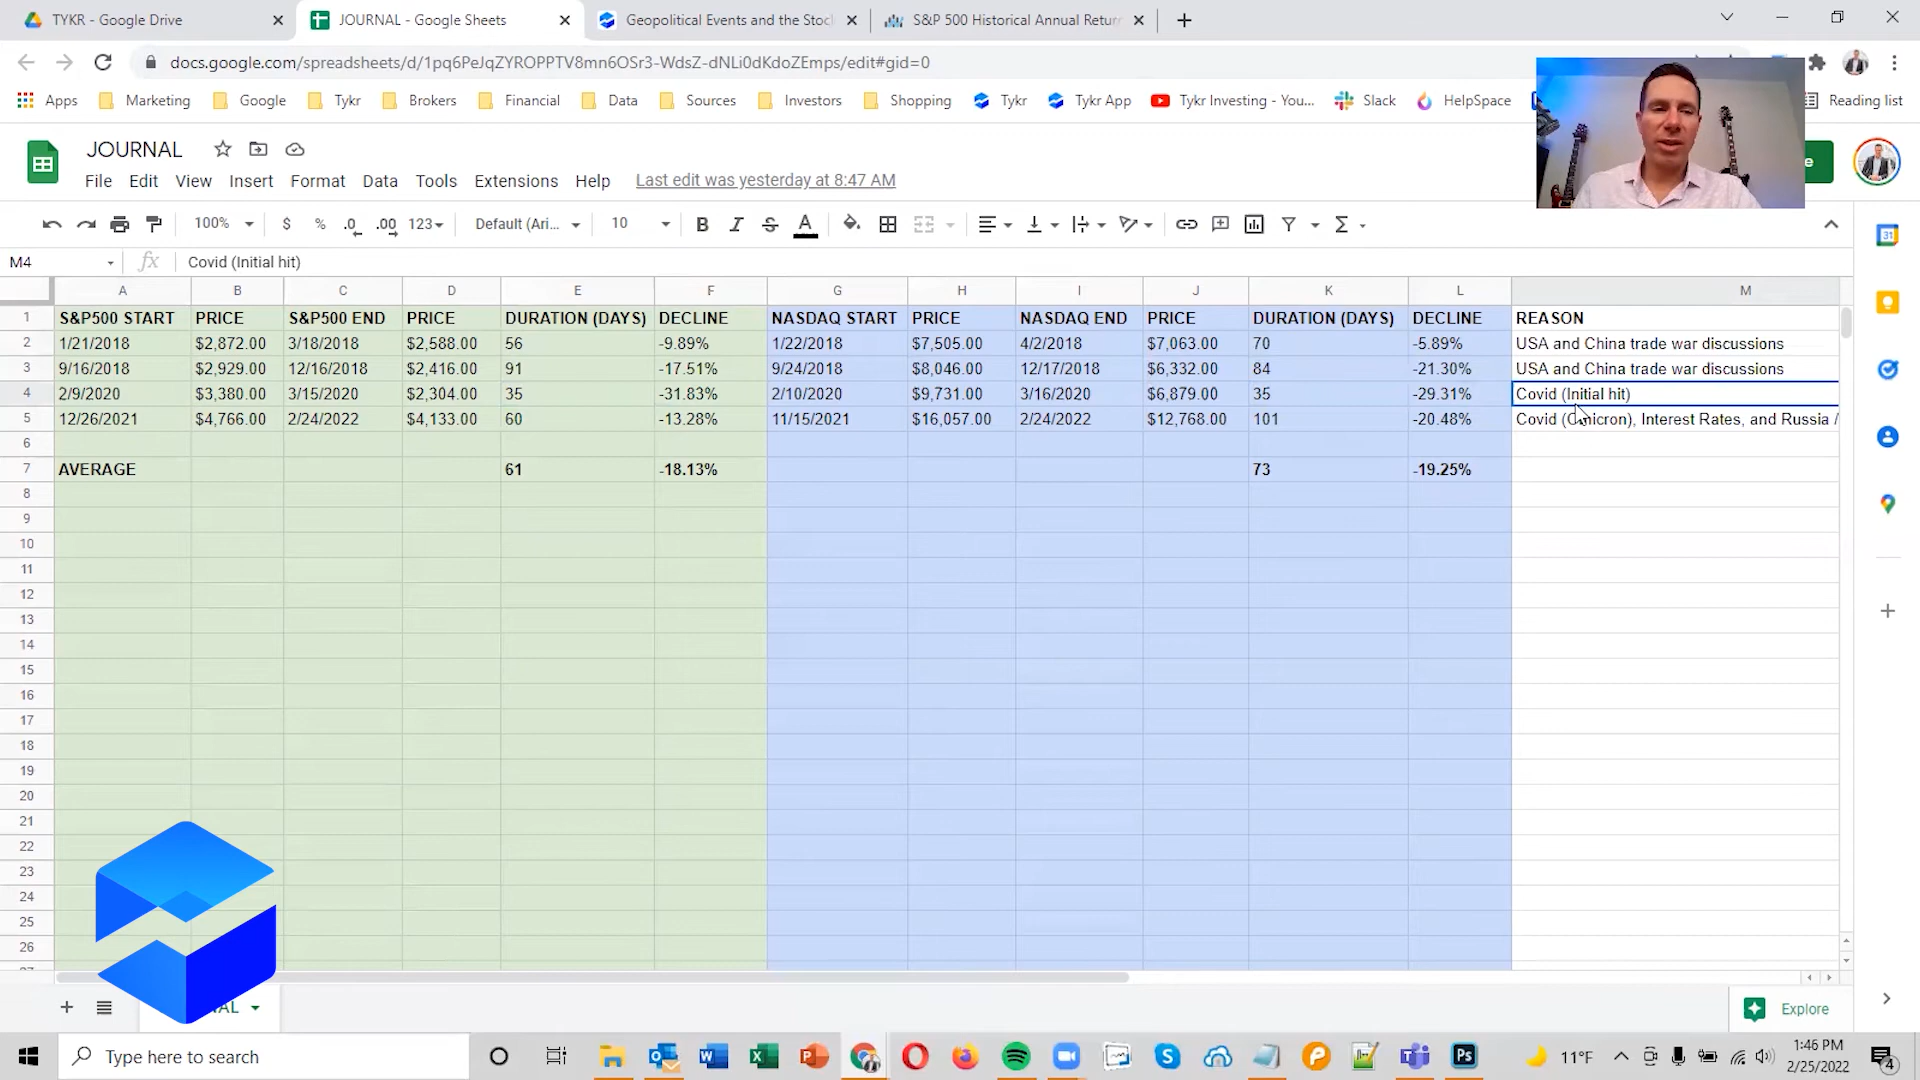 TYKR - Google Drive
JOURNAL - Google Sheets
Geopolitical Events and the Stoc
S&P 500 Historical Annual Return
docs.google.com/spreadsheets/d/1pq6PeJqZYROPPTV8mn6OSr3-WdsZ-dNLi0dKdoZEmps/edit#gid=0
Apps Marketing Google Tykr Brokers Financial Data Sources Investors Shopping Tykr Tykr App Tykr Investing - You... Slack HelpSpace Reading list
JOURNAL
File Edit View Insert Format Data Tools Extensions Help Last edit was yesterday at 8:47 AM
100% $ % .0 .00 123 Default (Ari... 10 B I S A
M4 fx Covid (Initial hit)
A B C D E F G H I J K L M
1 S&P500 START PRICE S&P500 END PRICE DURATION (DAYS) DECLINE NASDAQ START PRICE NASDAQ END PRICE DURATION (DAYS) DECLINE REASON
2 1/21/2018 $2,872.00 3/18/2018 $2,588.00 56 -9.89% 1/22/2018 $7,505.00 4/2/2018 $7,063.00 70 -5.89% USA and China trade war discussions
3 9/16/2018 $2,929.00 12/16/2018 $2,416.00 91 -17.51% 9/24/2018 $8,046.00 12/17/2018 $6,332.00 84 -21.30% USA and China trade war discussions
4 2/9/2020 $3,380.00 3/15/2020 $2,304.00 35 -31.83% 2/10/2020 $9,731.00 3/16/2020 $6,879.00 35 -29.31% Covid (Initial hit)
5 12/26/2021 $4,766.00 2/24/2022 $4,133.00 60 -13.28% 11/15/2021 $16,057.00 2/24/2022 $12,768.00 101 -20.48% Covid (Omicron), Interest Rates, and Russia /
6
7 AVERAGE 61 -18.13% 73 -19.25%
8
9
10
11
12
13
14
15
16
17
18
19
20
21
22
23
24
25
26
Explore
Type here to search
11°F
1:46 PM
2/25/2022
4